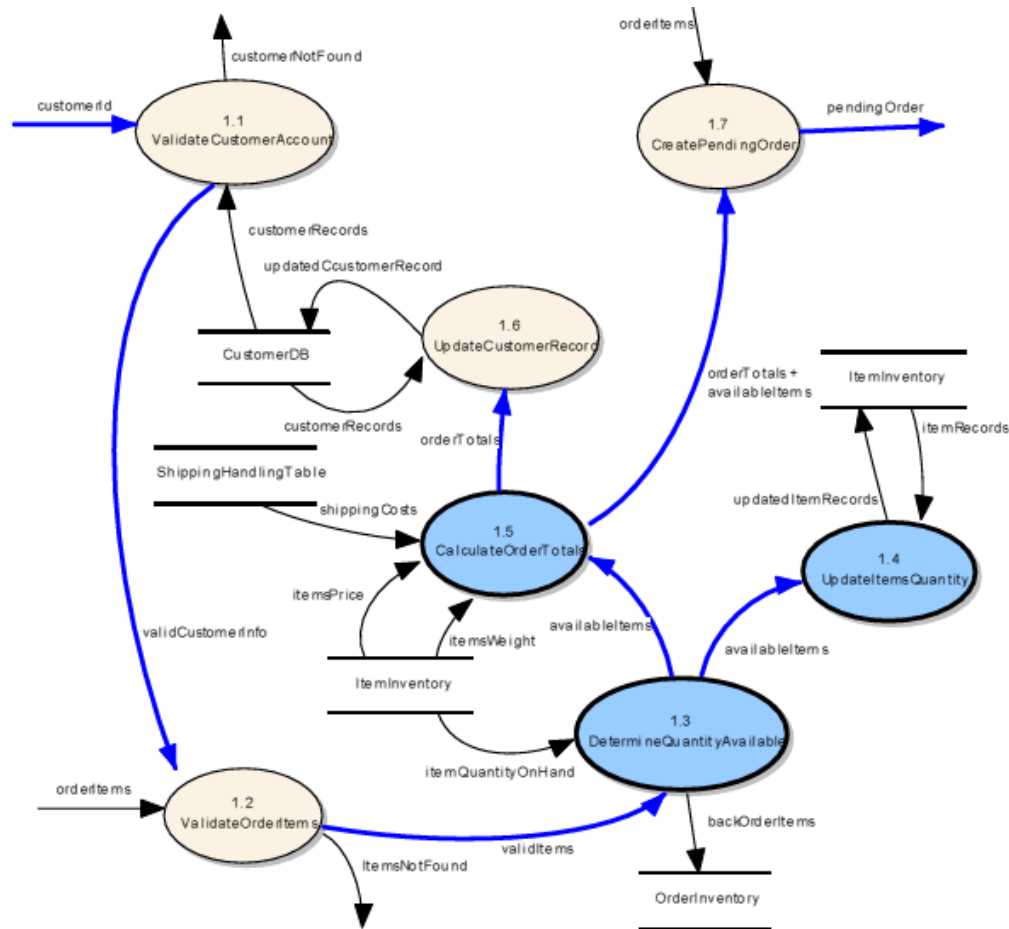 orderItems
customerNotFound
customerId
pendingOrder
1.1
ValidateCustomerAccount
1.7
CreatePendingOrder
customerRecords
updatedCcustomerRecord
1.6
UpdateCustomerRecord
CustomerDB
orderTotals +
availableItems
ItemInventory
customerRecords
itemRecords
orderTotals
ShippingHandlingTable
updatedItemRecords
shippingCosts
1.5
CalculateOrderTotals
1.4
UpdateItemsQuantity
itemsPrice
availableItems
validCustomerInfo
itemsWeight
availableItems
ItemInventory
1.3
DetermineQuantityAvailable
itemQuantityOnHand
orderItems
1.2
ValidateOrderItems
backOrderItems
validItems
ItemsNotFound
OrderInventory